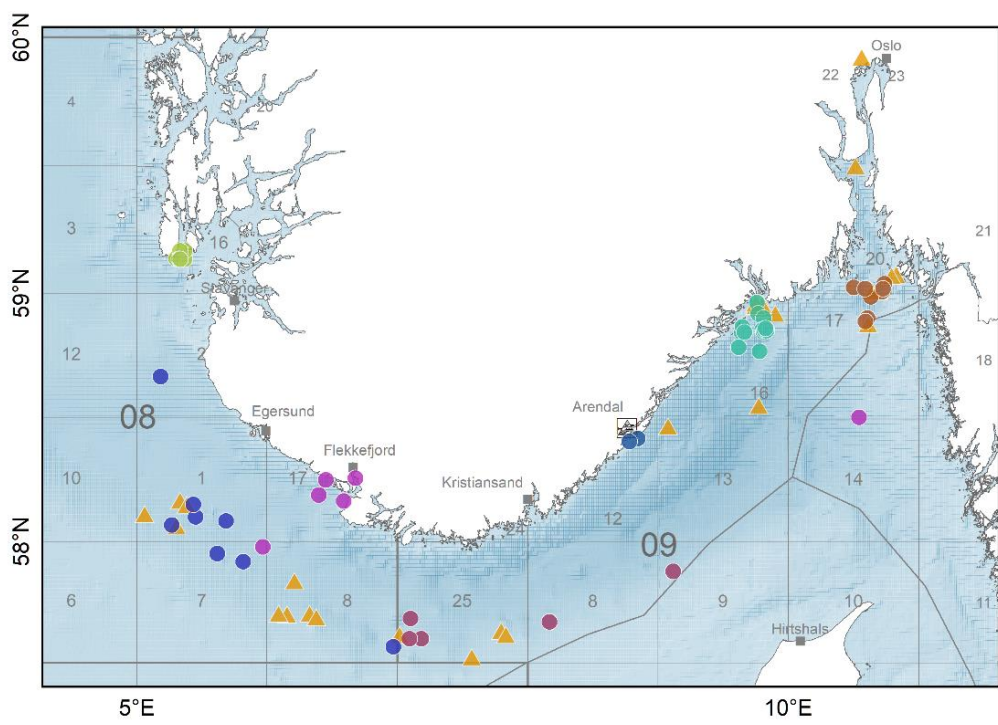 60°N
Oslo
22
23
4
20
3
16
21
20
59°N
Stavanger
17
18
12
2
16
08
Egersund
Arendal
Flekkefjord
10
1
17
Kristiansand
13
14
12
24
58°N
09
6
7
8
25
8
9
10
11
Hirtshals
5°E
10°E